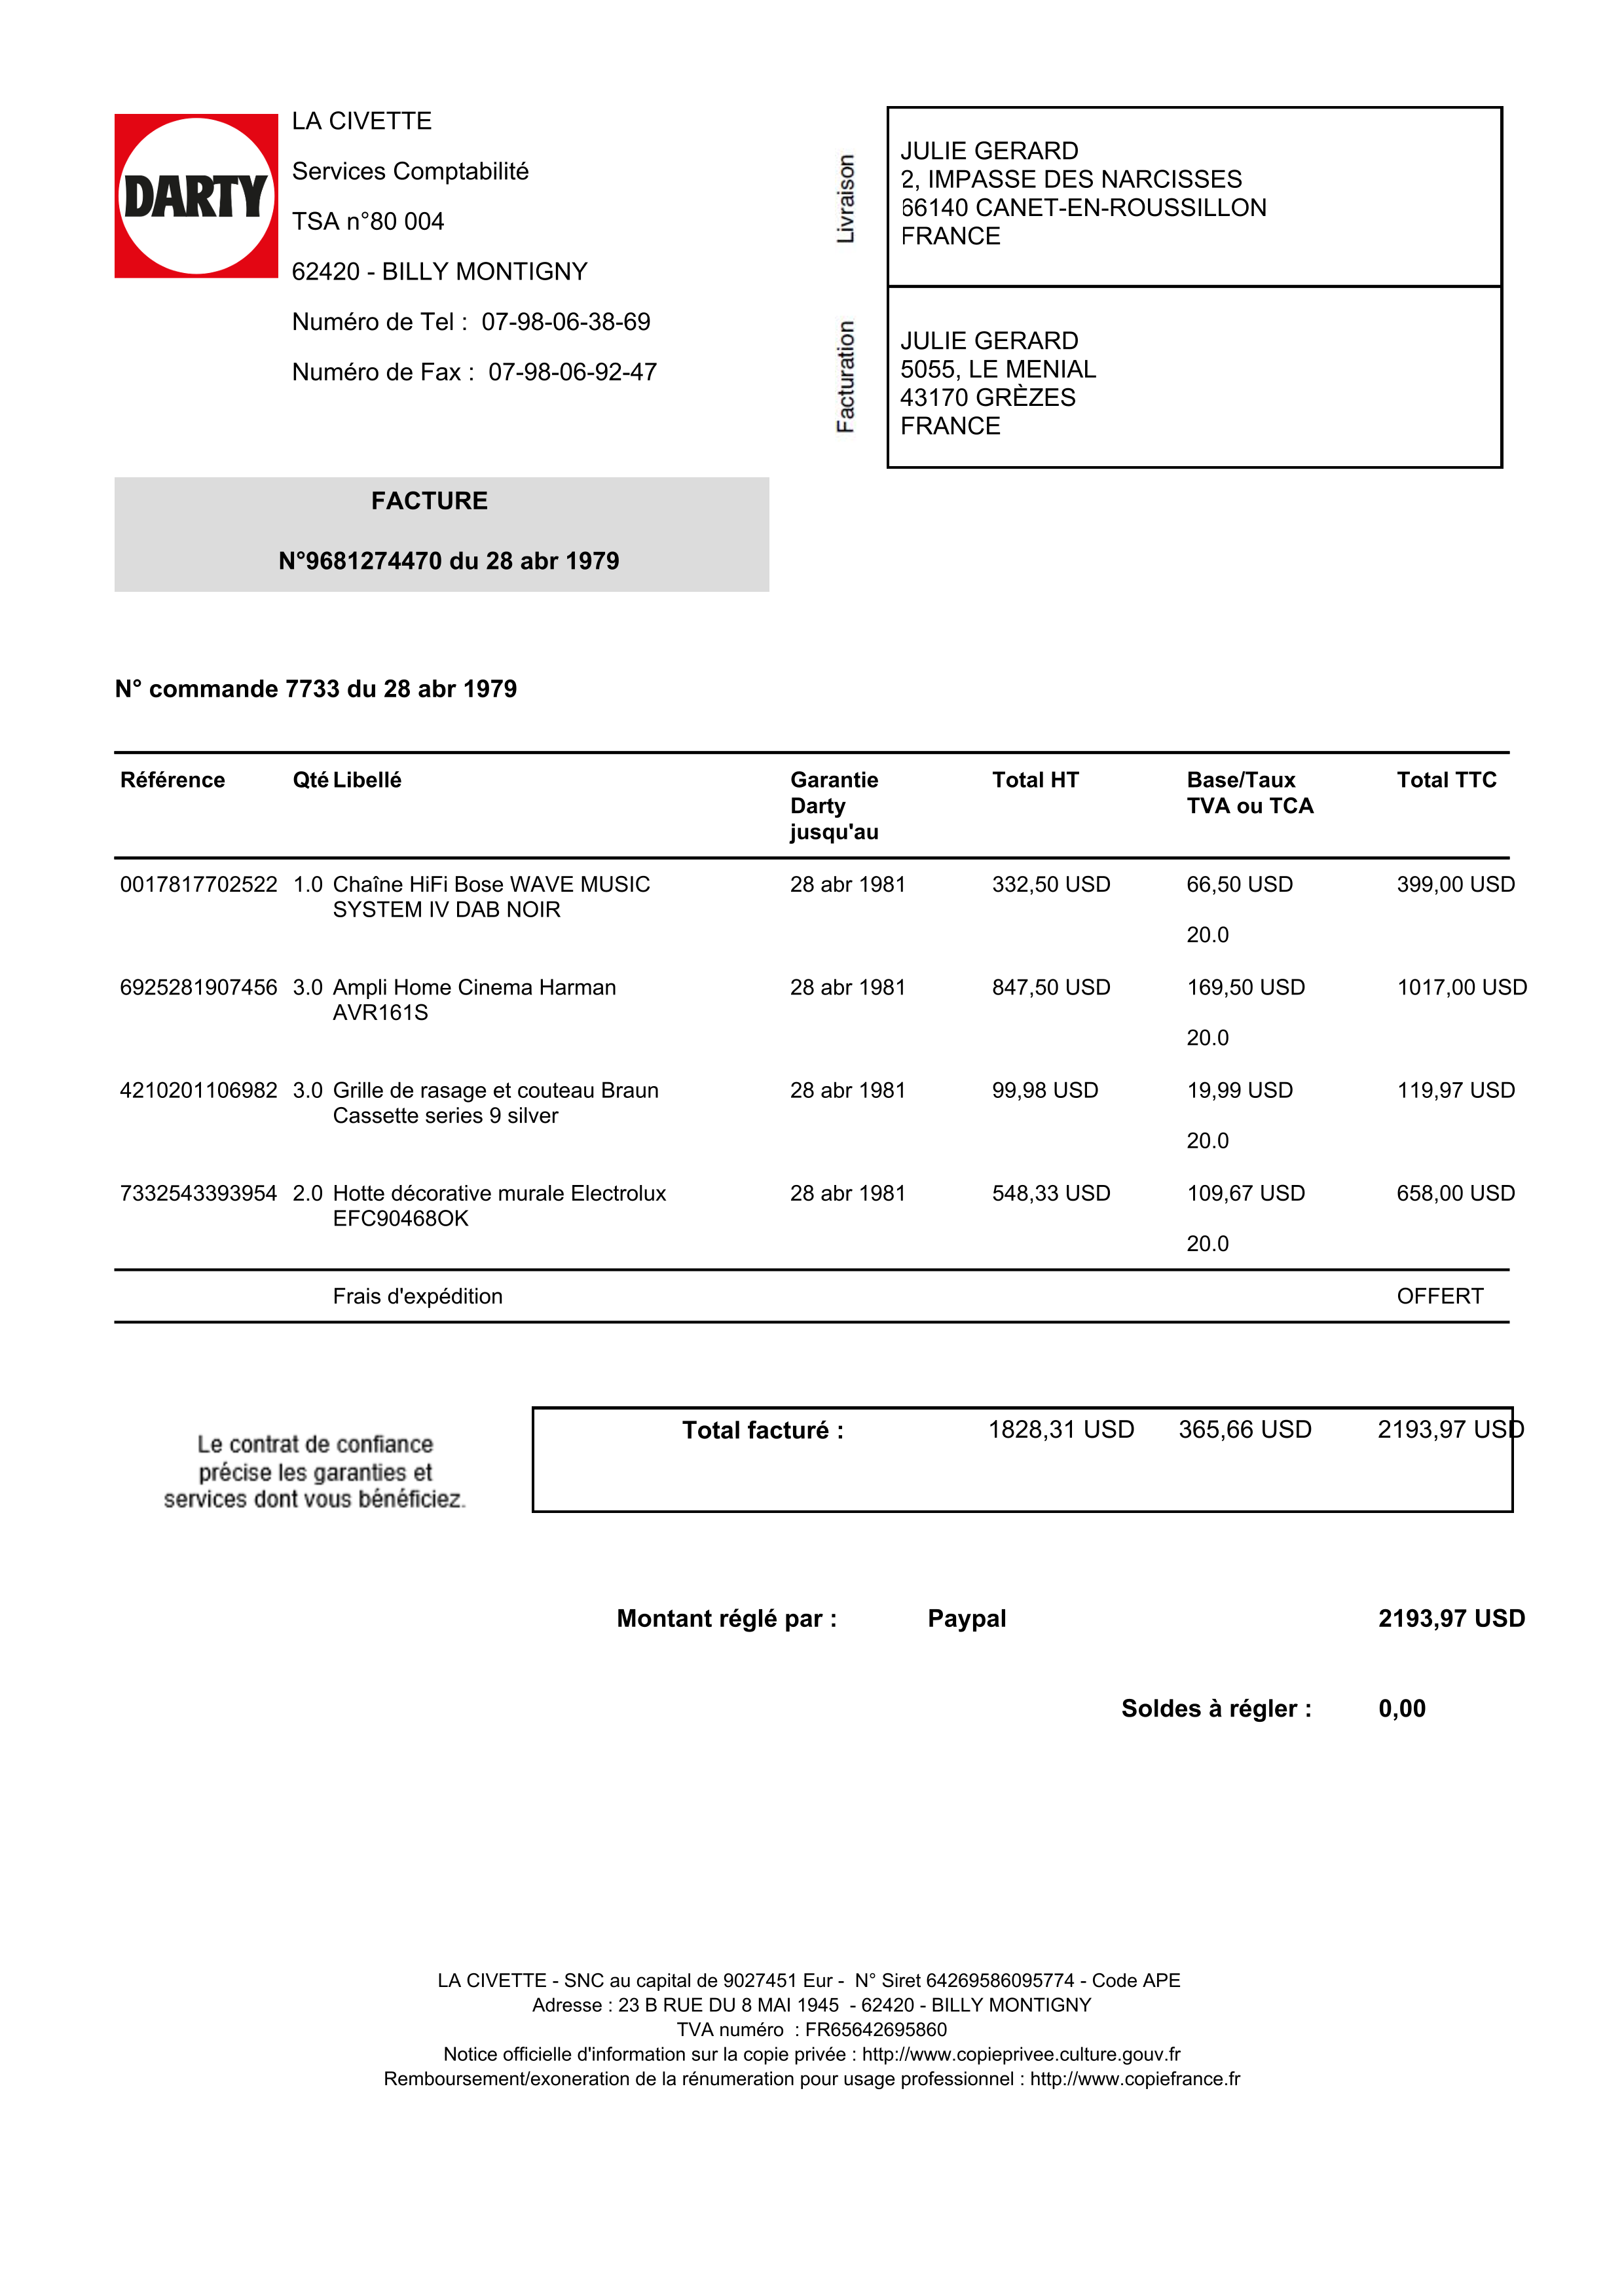 DARTY
LA CIVETTE
Services Comptabilité
TSA n°80 004
62420 - BILLY MONTIGNY
Numéro de Tel : 07-98-06-38-69
Numéro de Fax : 07-98-06-92-47
Livraison
JULIE GERARD
2, IMPASSE DES NARCISSES
66140 CANET-EN-ROUSSILLON
FRANCE
Facturation
JULIE GERARD
5055, LE MENIAL
43170 GRÈZES
FRANCE
FACTURE
N°9681274470 du 28 abr 1979
N° commande 7733 du 28 abr 1979
Référence Qté Libellé Garantie Total HT Base/Taux Total TTC
Darty TVA ou TCA
jusqu'au
0017817702522 1.0 Chaîne HiFi Bose WAVE MUSIC 28 abr 1981 332,50 USD 66,50 USD 399,00 USD
SYSTEM IV DAB NOIR
20.0
6925281907456 3.0 Ampli Home Cinema Harman 28 abr 1981 847,50 USD 169,50 USD 1017,00 USD
AVR161S
20.0
4210201106982 3.0 Grille de rasage et couteau Braun 28 abr 1981 99,98 USD 19,99 USD 119,97 USD
Cassette series 9 silver
20.0
7332543393954 2.0 Hotte décorative murale Electrolux 28 abr 1981 548,33 USD 109,67 USD 658,00 USD
EFC90468OK
20.0
Frais d'expédition OFFERT
Total facturé : 1828,31 USD 365,66 USD 2193,97 USD
Le contrat de confiance
précise les garanties et
services dont vous bénéficiez.
Montant réglé par : Paypal 2193,97 USD
Soldes à régler : 0,00
LA CIVETTE - SNC au capital de 9027451 Eur - N° Siret 64269586095774 - Code APE
Adresse : 23 B RUE DU 8 MAI 1945 - 62420 - BILLY MONTIGNY
TVA numéro : FR65642695860
Notice officielle d'information sur la copie privée : http://www.copieprivee.culture.gouv.fr
Remboursement/exoneration de la rénumeration pour usage professionnel : http://www.copiefrance.fr